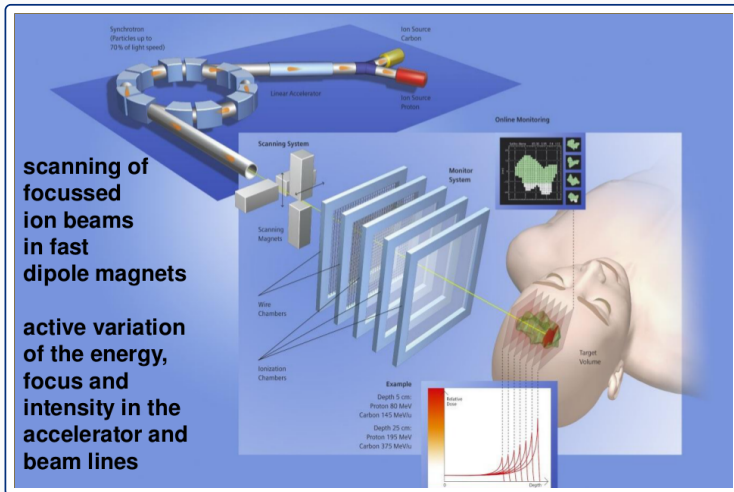 Synchrotron
(Particles up to
70% of light speed)
Ion Source
Carbon
Linear Accelerator
Ion Source
Proton
Online Monitoring
scanning of
focussed
ion beams
in fast
dipole magnets
active variation
of the energy,
focus and
intensity in the
accelerator and
beam lines
Scanning System
Monitor
System
Scanning
Magnets
Wire
Chambers
Ionization
Chambers
Target
Volume
Example
Depth 5 cm:
Proton 80 MeV
Carbon 145 MeV/u
Depth 25 cm:
Proton 195 MeV
Carbon 375 MeV/u
Relative
Dose
0
Depth